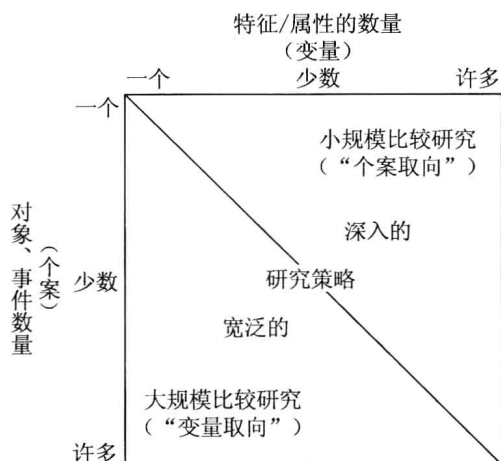 特征/属性的数量
（变量）
一个 少数 许多
一个
小规模比较研究
（“个案取向”）
深入的
对象、事件数量
（个案）
少数
研究策略
宽泛的
大规模比较研究
（“变量取向”）
许多